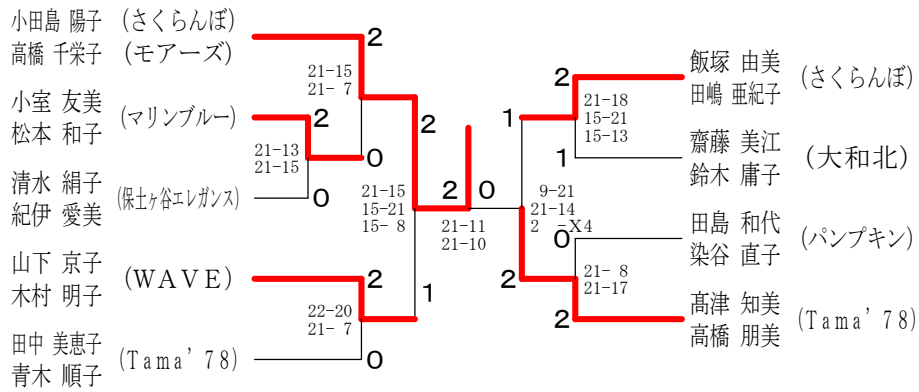 小田島 陽子 (さくらんぼ)
高橋 千栄子 (モアーズ)
2
21-15
21- 7
小室 友美
松本 和子
(マリンブルー)
2
0
21-13
21-15
清水 絹子
紀伊 愛美
(保土ヶ谷エレガンス)
0
2
21-15
15-21
15- 8
山下 京子
木村 明子
(WAVE)
2
1
22-20
21- 7
田中 美恵子
青木 順子
(Tama’78)
0
2
0
21-11
21-10
飯塚 由美
田嶋 亜紀子
(さくらんぼ)
2
1
21-18
15-21
15-13
齋藤 美江
鈴木 庸子
(大和北)
1
9-21
21-14
2 -X4
田島 和代
染谷 直子
(パンプキン)
0
2
21- 8
21-17
髙津 知美
高橋 朋美
(Tama’78)
2